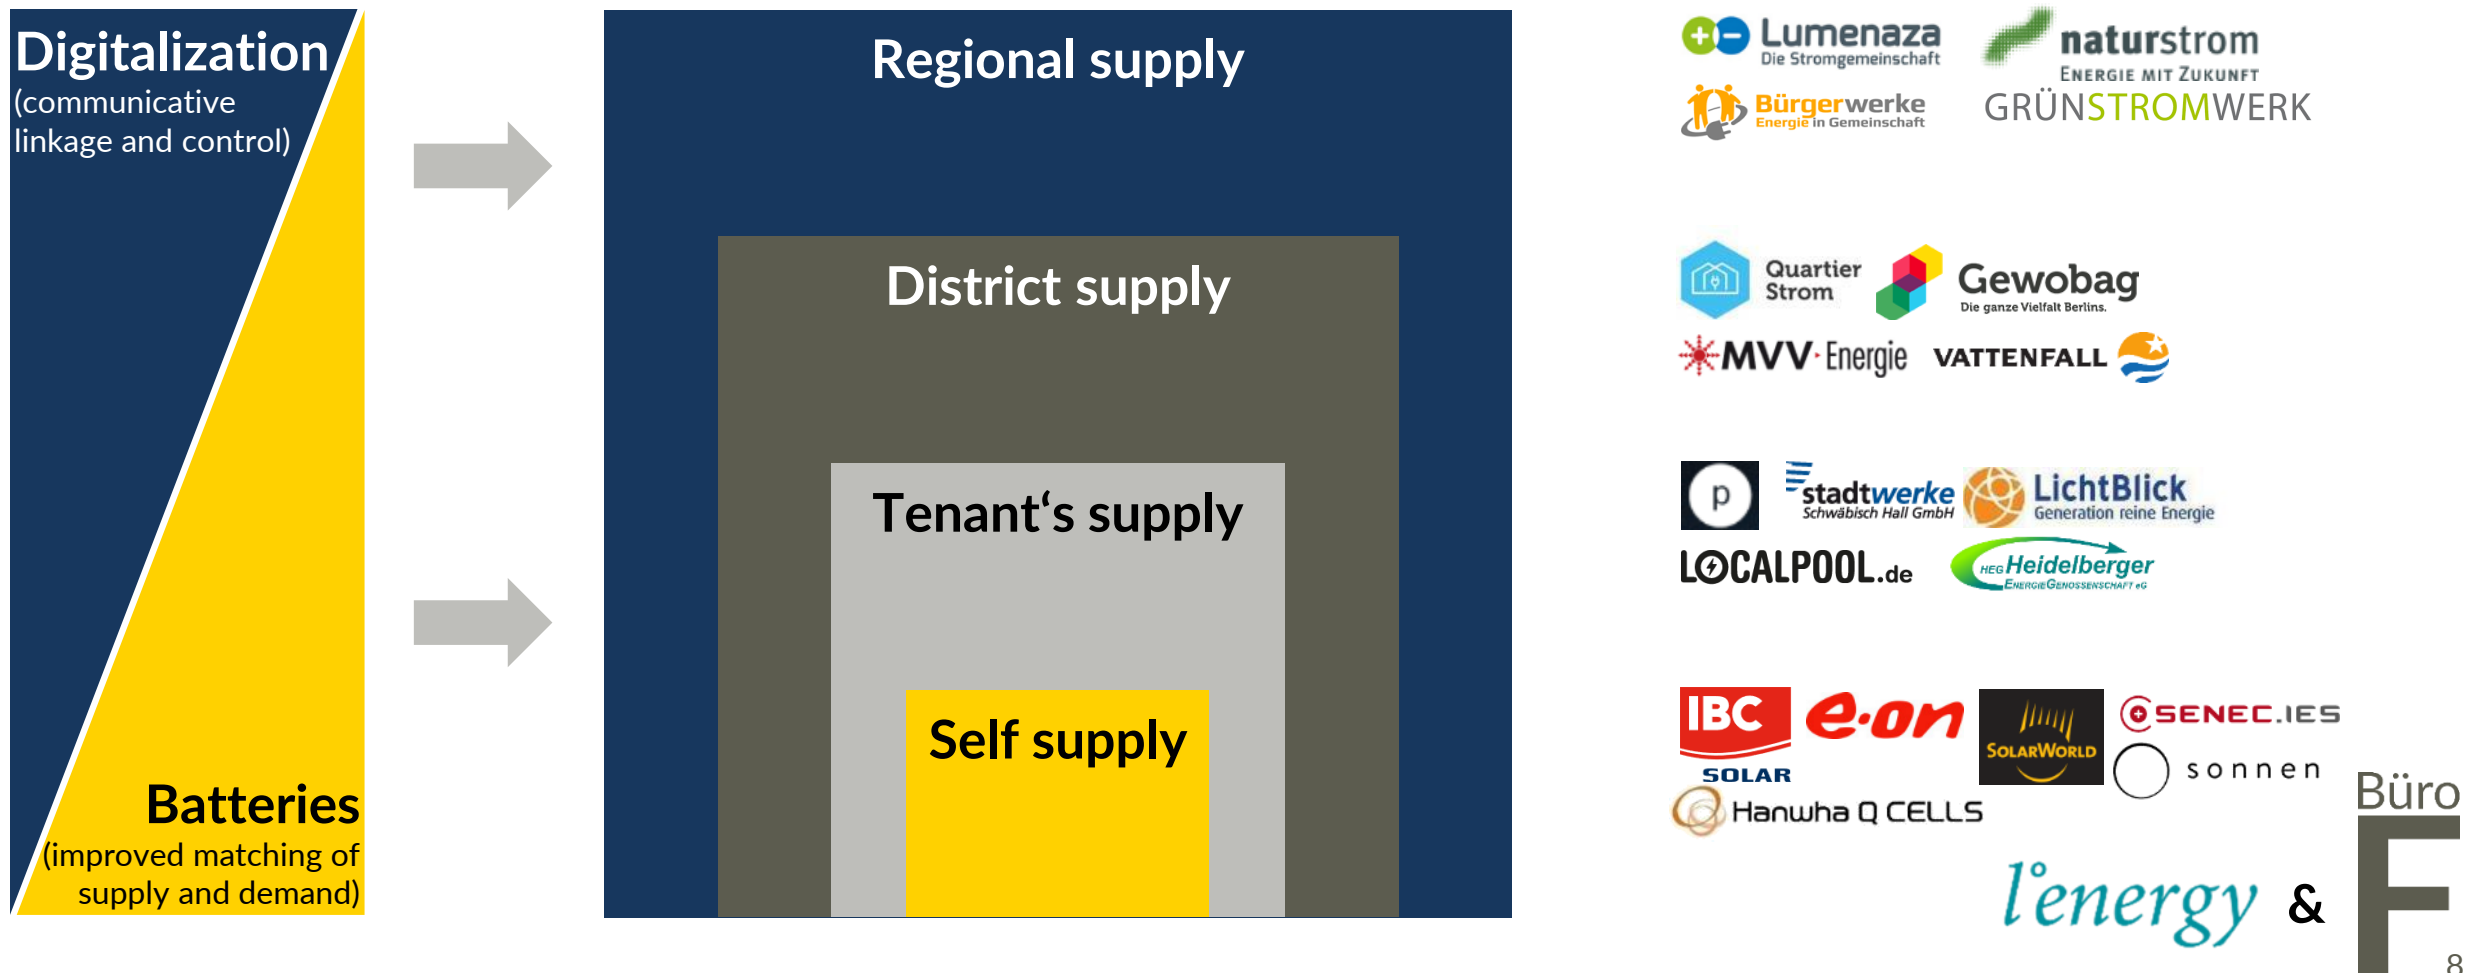 Digitalization
(communicative
linkage and control)
Batteries
(improved matching of
supply and demand)
Regional supply
District supply
Tenant‘s supply
Self supply
Lumenaza
Die Stromgemeinschaft
naturstrom
ENERGIE MIT ZUKUNFT
Bürgerwerke
Energie in Gemeinschaft
GRÜNSTROMWERK
Quartier
Strom
Gewobag
Die ganze Vielfalt Berlins.
MVV Energie
VATTENFALL
p
stadtwerke
Schwäbisch Hall GmbH
LichtBlick
Generation reine Energie
LOCALPOOL.de
HEG Heidelberger
ENERGIEGENOSSENSCHAFT eG
IBC
SOLAR
e·on
SOLARWORLD
SENEC.IES
sonnen
Hanwha Q CELLS
l'energy & Büro F
8